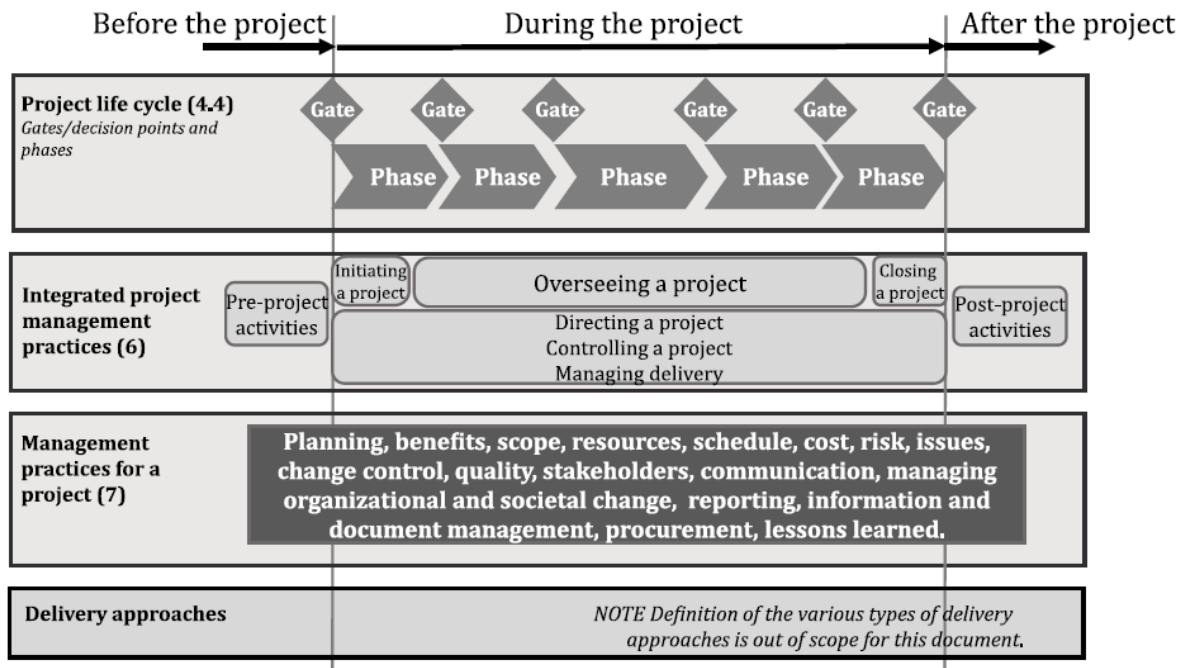 Before the project
During the project
After the project
Project life cycle (4.4)
Gates/decision points and
phases
Gate
Gate
Gate
Gate
Gate
Gate
Phase
Phase
Phase
Phase
Phase
Integrated project
management
practices (6)
Pre-project
activities
Initiating
a project
Overseeing a project
Closing
a project
Directing a project
Controlling a project
Managing delivery
Post-project
activities
Management
practices for a
project (7)
Planning, benefits, scope, resources, schedule, cost, risk, issues,
change control, quality, stakeholders, communication, managing
organizational and societal change, reporting, information and
document management, procurement, lessons learned.
Delivery approaches
NOTE Definition of the various types of delivery
approaches is out of scope for this document.